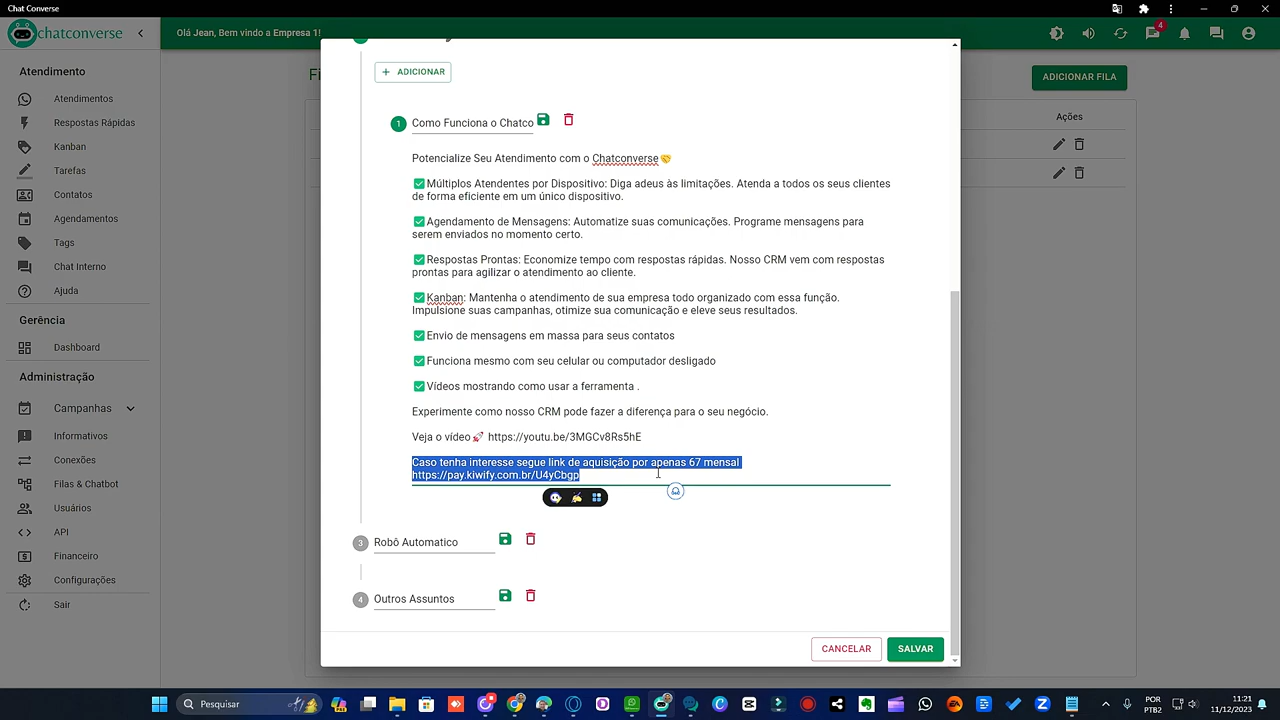 Chat Converse
chatconverse
Olá Jean, Bem vindo a Empresa 1!
4
Atendimento
Atendimentos
Respostas Rápidas
Kanban
Tarefas
Contatos
Agendamentos
Tags
Chat Interno
Ajuda
Gerência
Dashboard
Administração
Campanhas
Informativos
Conexões
Filas & Chatbot
Usuários
API
Financeiro
Configurações
Sair
Fi
ADICIONAR FILA
Ações
+ ADICIONAR
1 Como Funciona o Chatco
Potencialize Seu Atendimento com o Chatconverse🤝
✅Múltiplos Atendentes por Dispositivo: Diga adeus às limitações. Atenda a todos os seus clientes
de forma eficiente em um único dispositivo.
✅Agendamento de Mensagens: Automatize suas comunicações. Programe mensagens para
serem enviados no momento certo.
✅Respostas Prontas: Economize tempo com respostas rápidas. Nosso CRM vem com respostas
prontas para agilizar o atendimento ao cliente.
✅Kanban: Mantenha o atendimento de sua empresa todo organizado com essa função.
Impulsione suas campanhas, otimize sua comunicação e eleve seus resultados.
✅Envio de mensagens em massa para seus contatos
✅Funciona mesmo com seu celular ou computador desligado
✅Vídeos mostrando como usar a ferramenta .
Experimente como nosso CRM pode fazer a diferença para o seu negócio.
Veja o vídeo🚀 https://youtu.be/3MGCv8Rs5hE
Caso tenha interesse segue link de aquisição por apenas 67 mensal
https://pay.kiwify.com.br/U4yCbgp
3 Robô Automatico
4 Outros Assuntos
CANCELAR
SALVAR
Pesquisar
POR
PTB2
11:21
11/12/2023